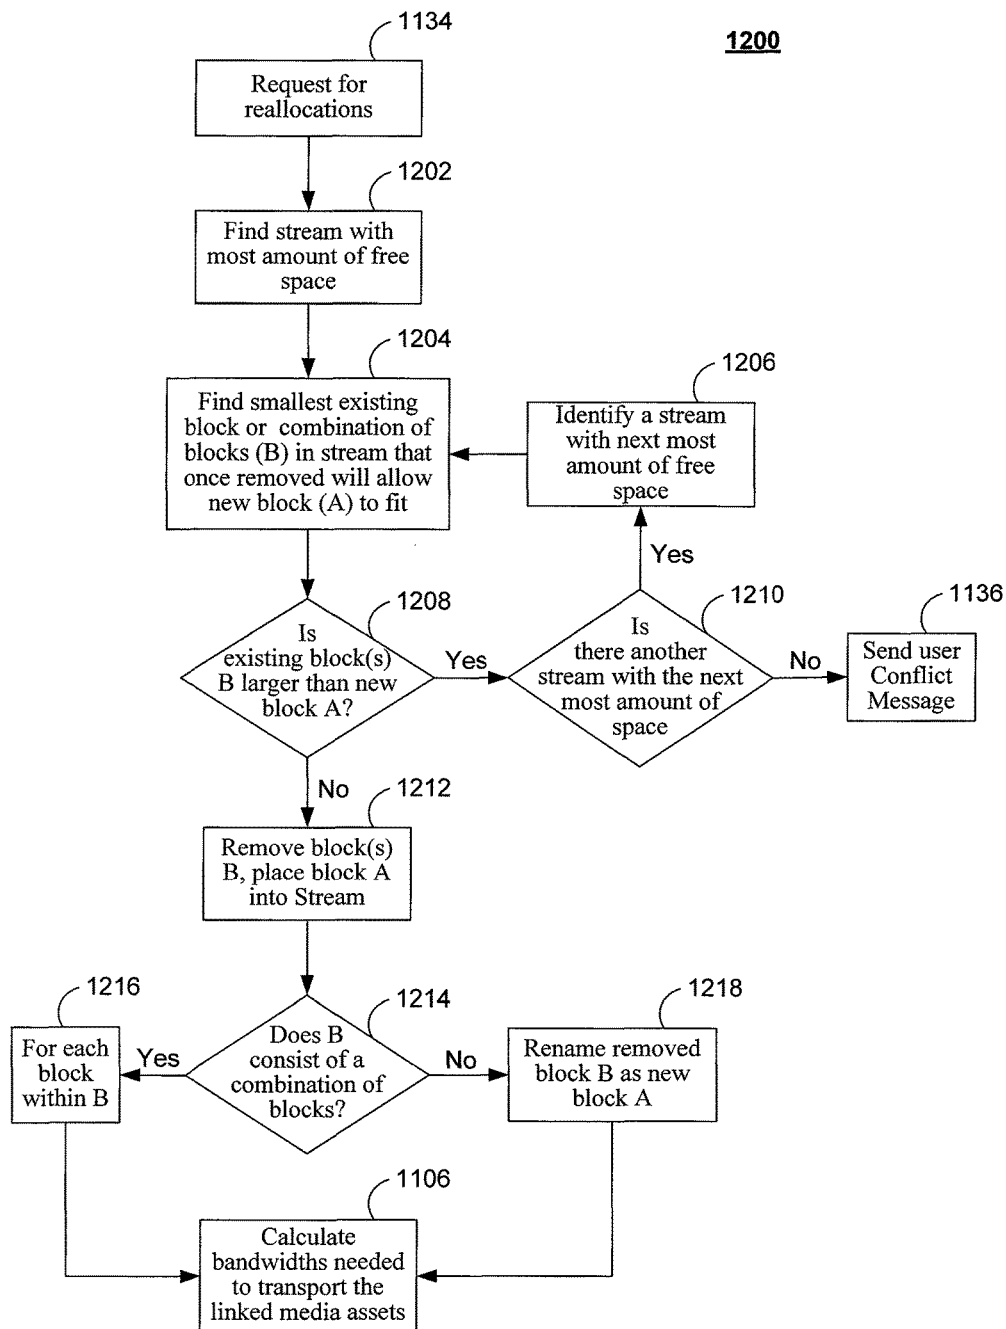 1134
1200
Request for
reallocations
1202
Find stream with
most amount of free
space
1204
Find smallest existing
block or combination of
blocks (B) in stream that
once removed will allow
new block (A) to fit
1206
Identify a stream
with next most
amount of free
space
Yes
1208
Is
existing block(s)
B larger than new
block A?
Yes
1210
Is
there another
stream with the next
most amount of
space
No
1136
Send user
Conflict
Message
No
1212
Remove block(s)
B, place block A
into Stream
1216
For each
block
within B
Yes
1214
Does B
consist of a
combination of
blocks?
No
1218
Rename removed
block B as new
block A
1106
Calculate
bandwidths needed
to transport the
linked media assets